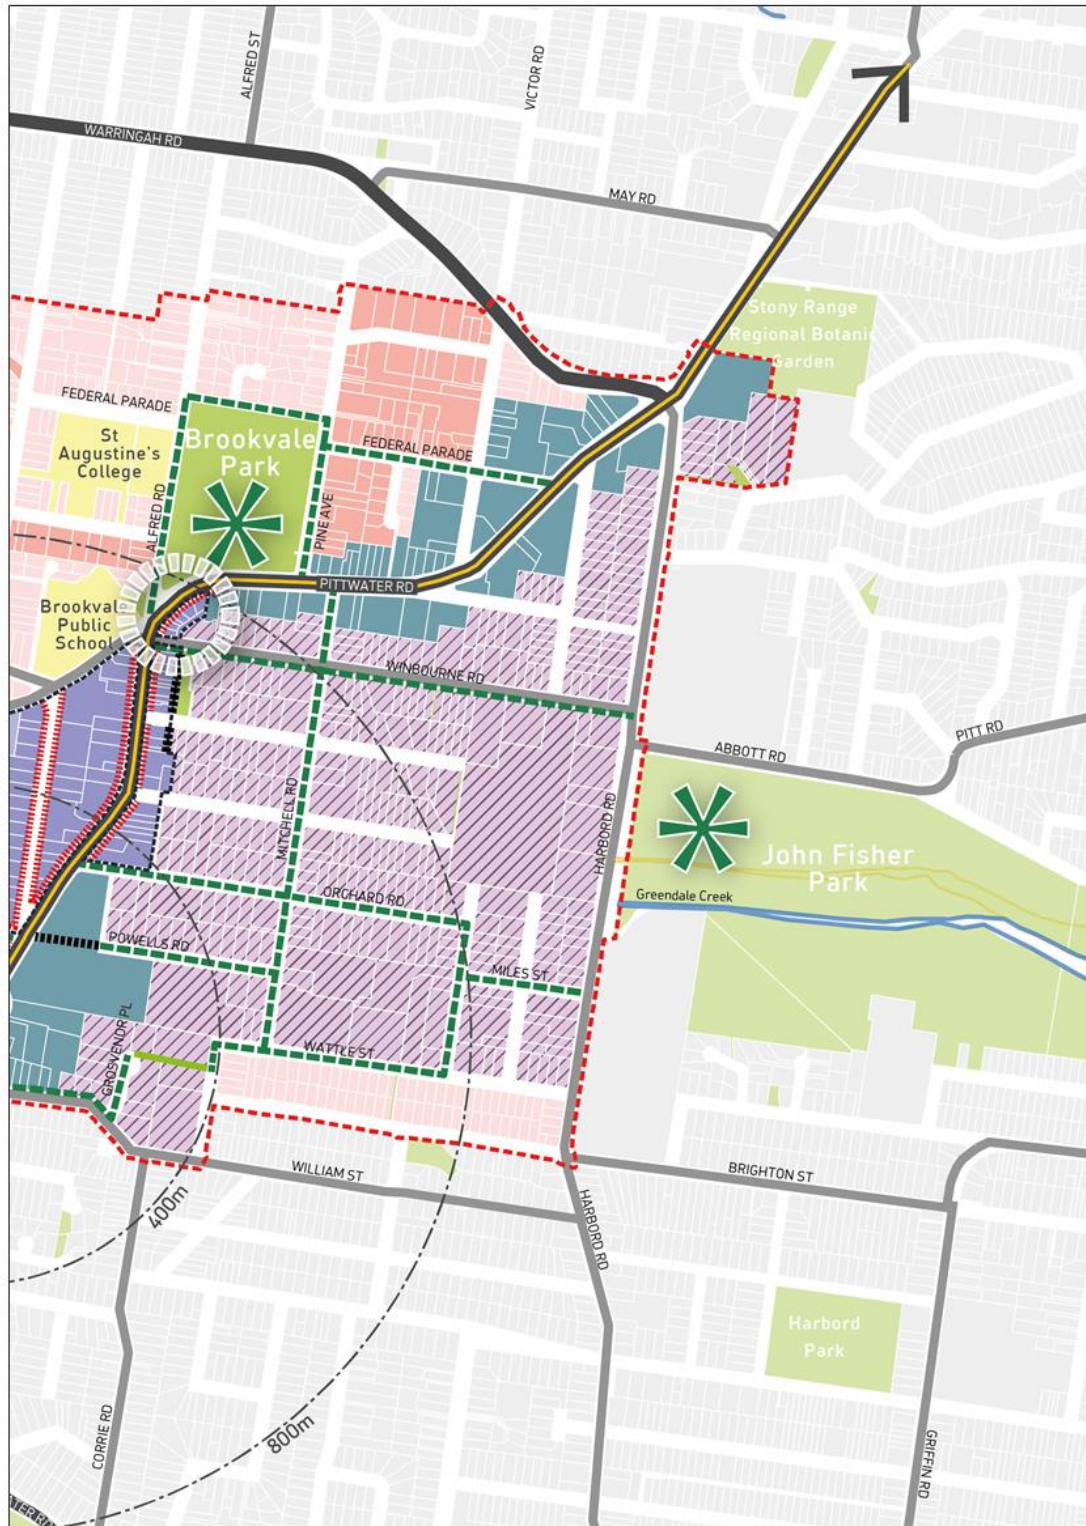 ALFRED ST
VICTOR RD
WARRINGAH RD
MAY RD
Stony Range
Regional Botanic
Garden
FEDERAL PARADE
St
Augustine's
College
Brookvale
Park
FEDERAL PARADE
ALFRED RD
PINE AVE
PITTWATER RD
Brookvale
Public
School
WINBOURNE RD
PITT RD
ABBOTT RD
MITCHELL RD
HARBORD RD
John Fisher
Park
Greendale Creek
ORCHARD RD
POWELLS RD
MILES ST
GROSVENOR PL
WATTLE ST
WILLIAM ST
BRIGHTON ST
400m
HARBORD RD
Harbord
Park
CORRIE RD
800m
GRIFFIN RD
ATER RD